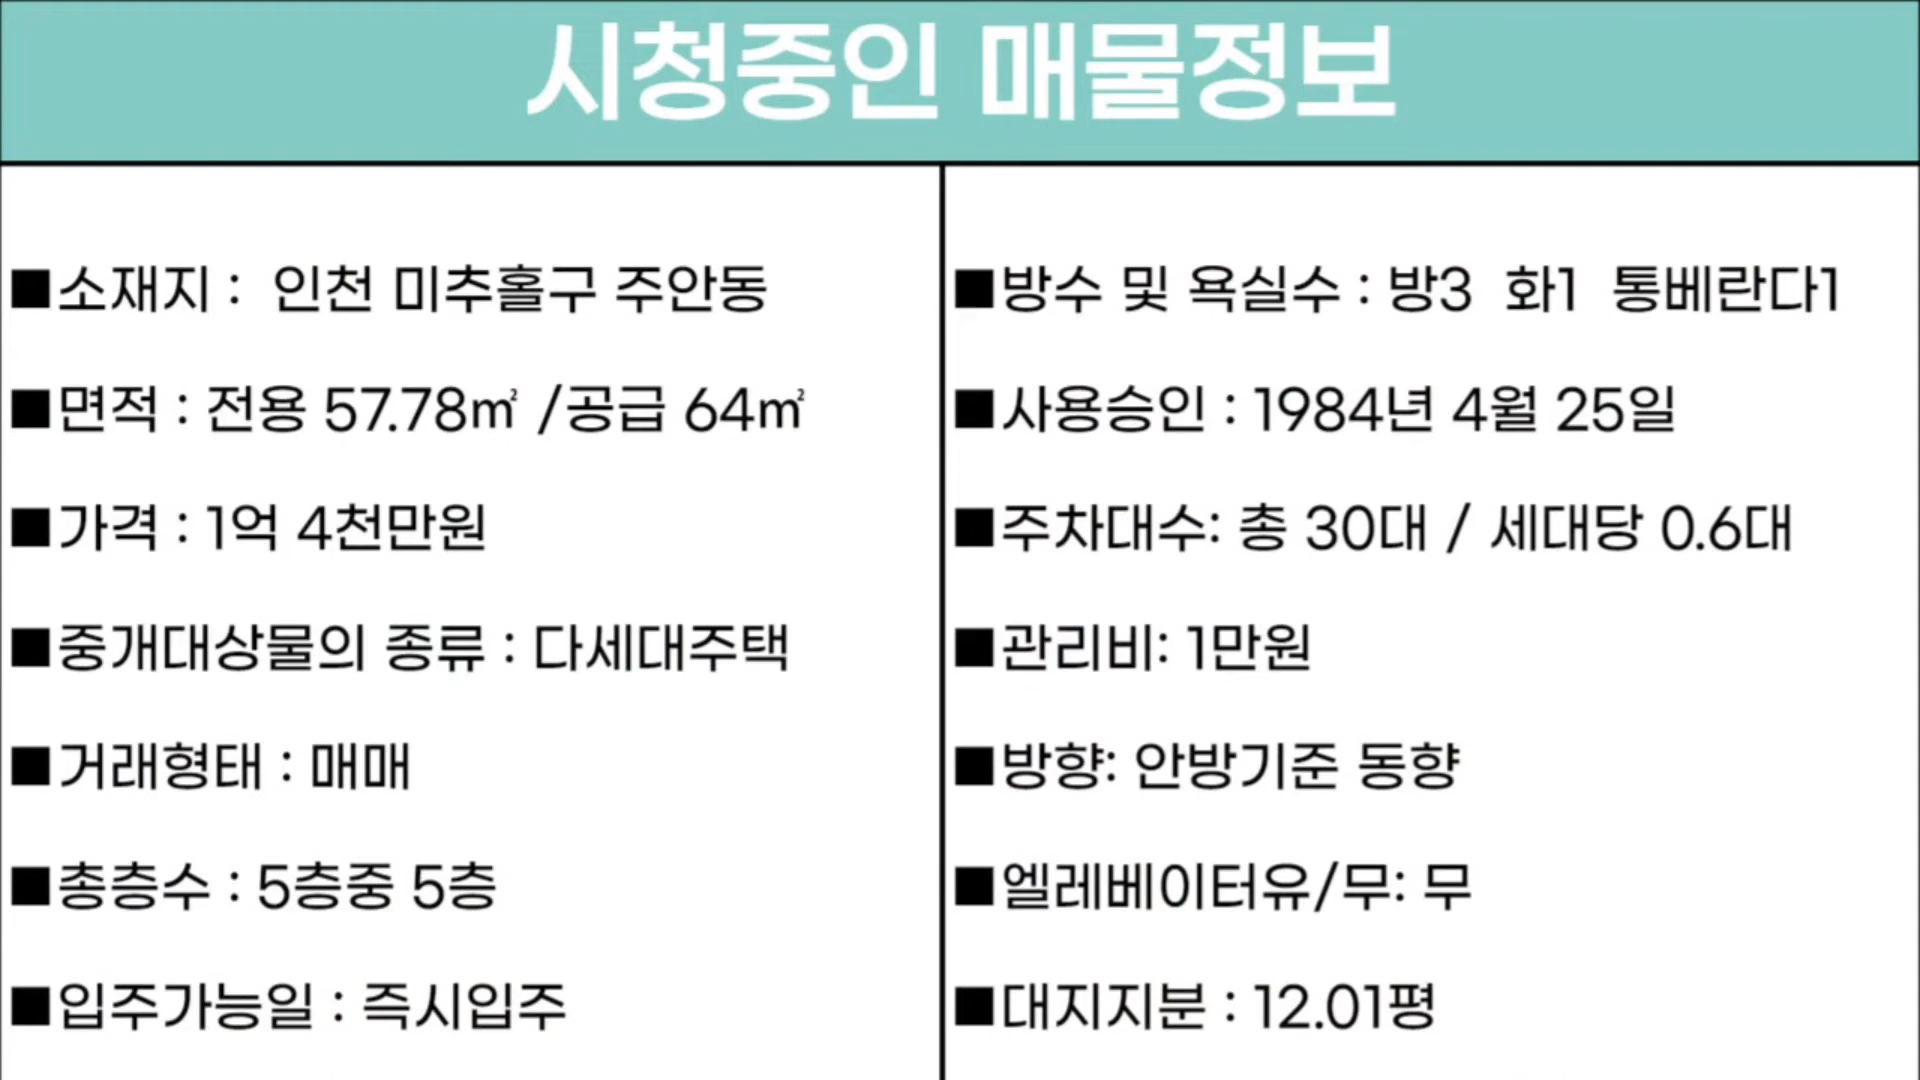 시청중인 매물정보
■소재지 : 인천 미추홀구 주안동
■면적 : 전용 57.78㎡ /공급 64㎡
■가격 : 1억 4천만원
■중개대상물의 종류 : 다세대주택
■거래형태 : 매매
■총층수 : 5층중 5층
■입주가능일 : 즉시입주
■방수 및 욕실수 : 방3 화1 통베란다1
■사용승인 : 1984년 4월 25일
■주차대수: 총 30대 / 세대당 0.6대
■관리비: 1만원
■방향: 안방기준 동향
■엘레베이터유/무: 무
■대지지분 : 12.01평